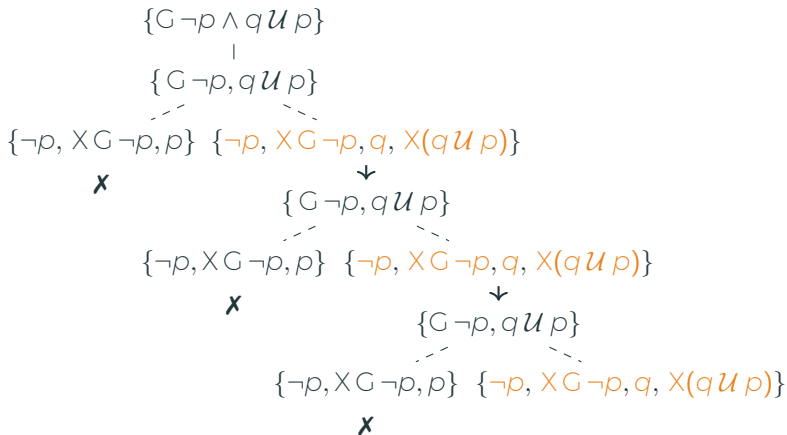 {G ¬p ∧ q 𝓤 p}
{ G ¬p, q 𝓤 p}
{¬p, X G ¬p, p} {¬p, X G ¬p, q, X(q 𝓤 p)}
✗
{ G ¬p, q 𝓤 p}
{¬p, X G ¬p, p} {¬p, X G ¬p, q, X(q 𝓤 p)}
✗
{G ¬p, q 𝓤 p}
{¬p, X G ¬p, p} {¬p, X G ¬p, q, X(q 𝓤 p)}
✗